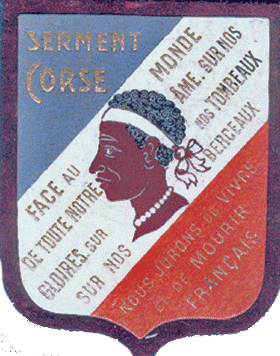 SERMENT
CORSE
FACE AU MONDE
DE TOUTE NOTRE ÂME, SUR NOS
GLOIRES, SUR NOS TOMBEAUX
SUR NOS BERCEAUX
NOUS JURONS DE VIVRE
ET DE MOURIR
FRANÇAIS